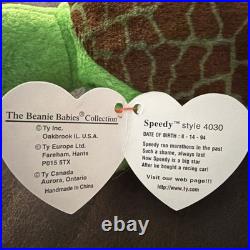 The Beanie Babies® Collection™
© Ty Inc.
Oakbrook IL. U.S.A.
© Ty Europe Ltd.
Fareham, Hants
PO15 5TX
© Ty Canada
Aurora, Ontario
Handmade in China
Speedy™ style 4030
DATE OF BIRTH : 8 - 14 - 94
Speedy ran marathons in the past
Such a shame, always last
Now Speedy is a big star
After he bought a racing car!
Visit our web page!!!
http://www.ty.com